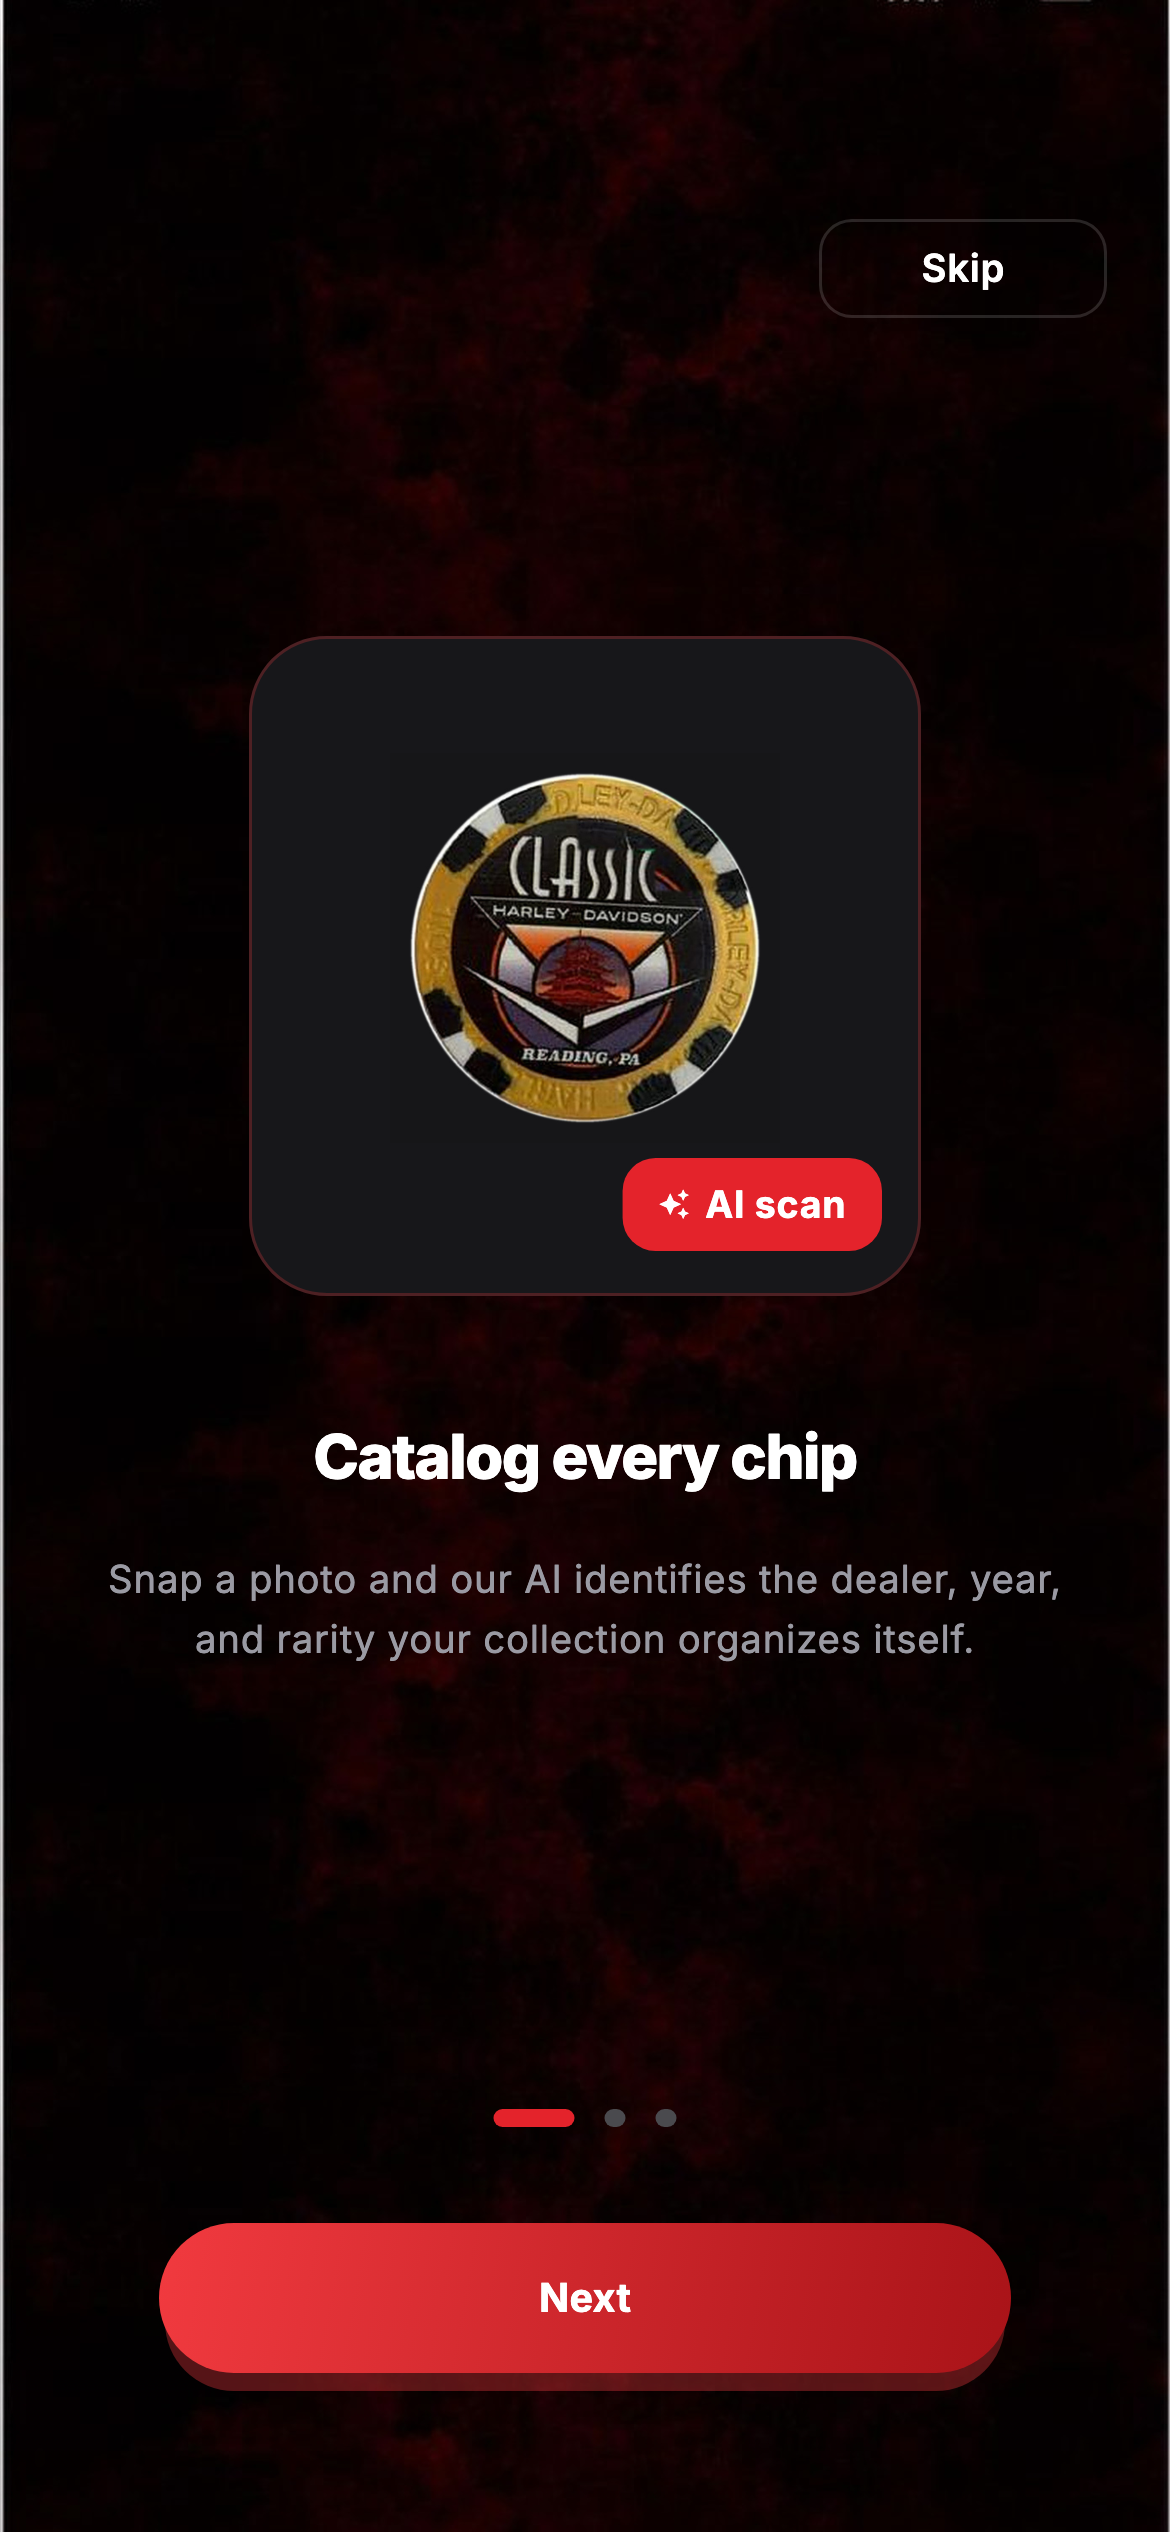 Skip
CLASSIC
HARLEY-DAVIDSON
READING, PA
AI scan
Catalog every chip
Snap a photo and our AI identifies the dealer, year,
and rarity your collection organizes itself.
Next